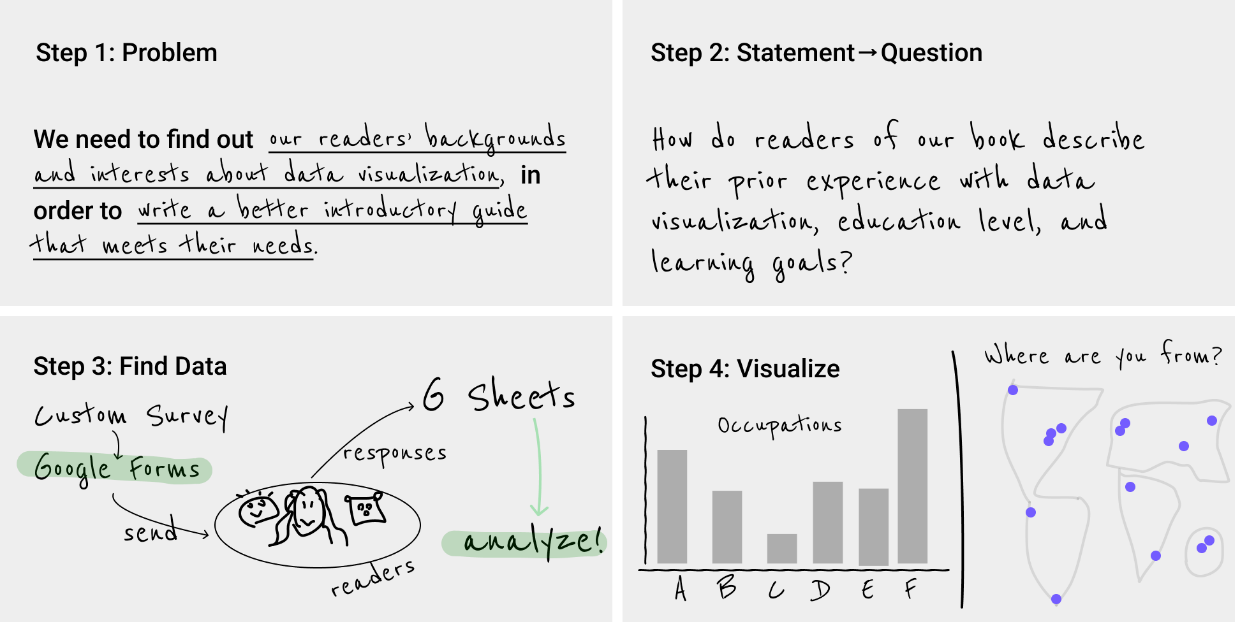 Step 1: Problem
We need to find out our readers' backgrounds
and interests about data visualization, in
order to write a better introductory guide
that meets their needs.
Step 2: Statement→Question
How do readers of our book describe
their prior experience with data
visualization, education level, and
learning goals?
Step 3: Find Data
Custom Survey
Google Forms
send
readers
responses
G Sheets
analyze!
Step 4: Visualize
Occupations
A B C D E F
Where are you from?